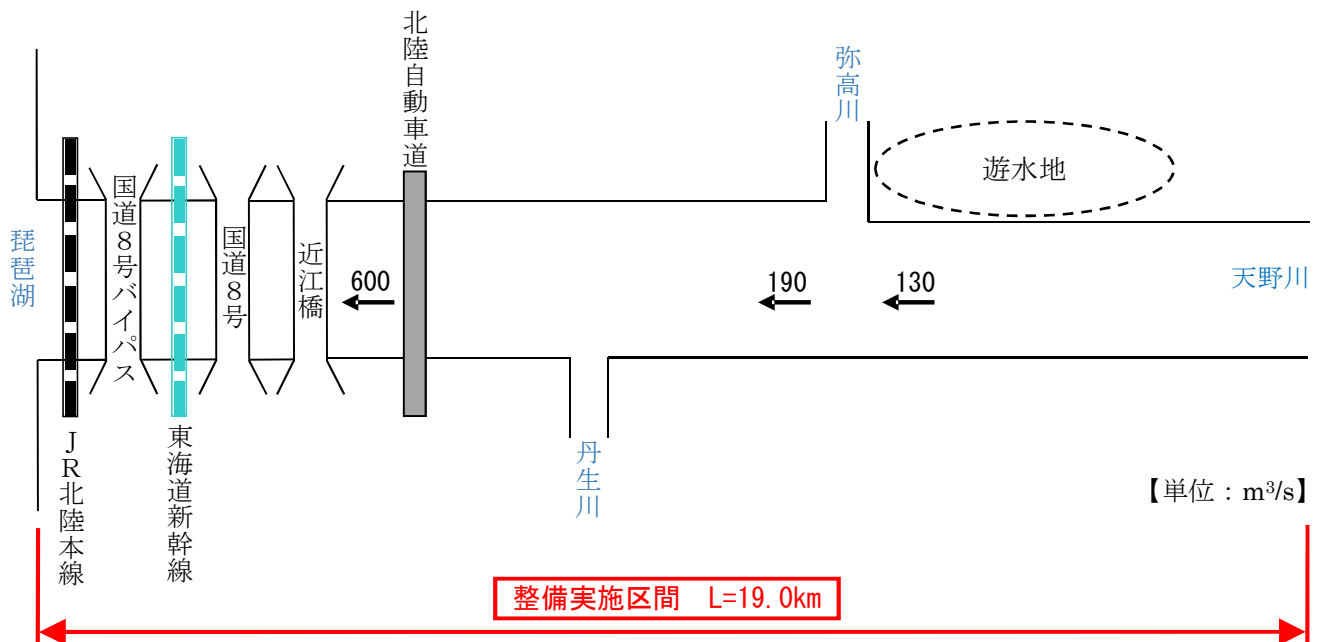 北陸自動車道
弥高川
遊水地
国道8号バイパス
国道8号
近江橋
琵琶湖
600
190
130
天野川
JR北陸本線
東海道新幹線
丹生川
【単位：m³/s】
整備実施区間　L=19.0km